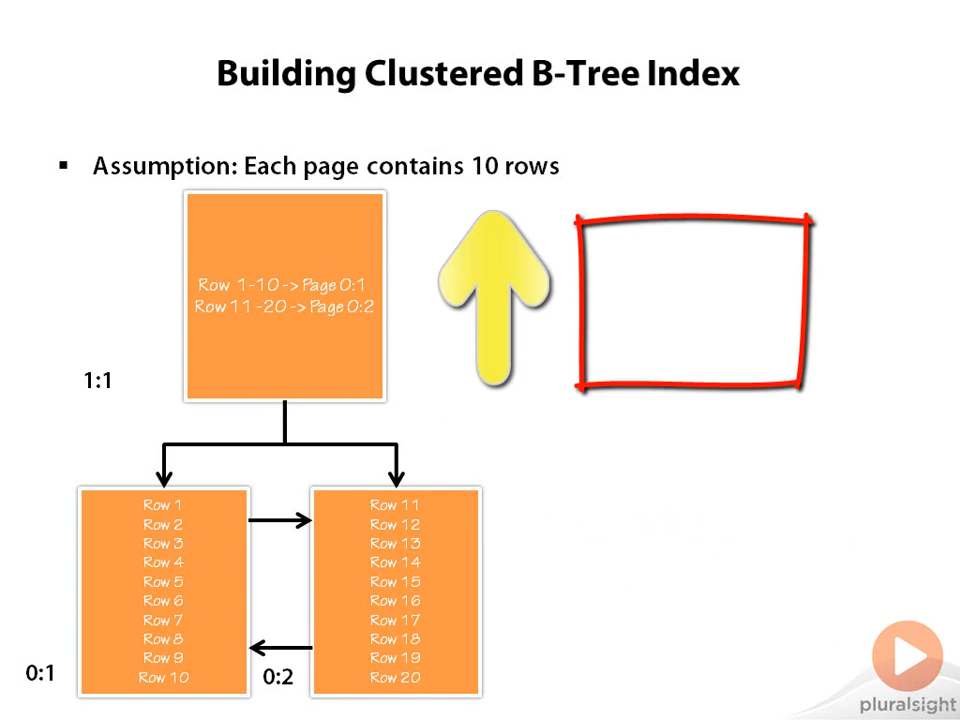 Building Clustered B-Tree Index
▪ Assumption: Each page contains 10 rows
Row 1-10 -> Page 0:1
Row 11 -20 -> Page 0:2
1:1
Row 1
Row 2
Row 3
Row 4
Row 5
Row 6
Row 7
Row 8
Row 9
Row 10
0:1
Row 11
Row 12
Row 13
Row 14
Row 15
Row 16
Row 17
Row 18
Row 19
Row 20
0:2
pluralsight